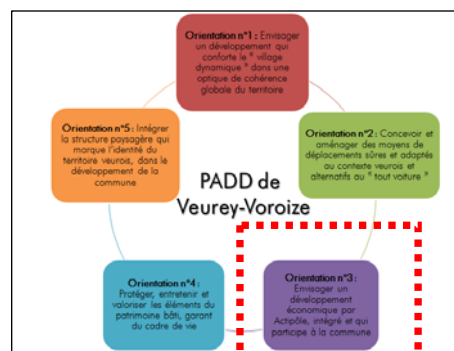 Orientation n°1 : Envisager
un développement qui
conforte le « village
dynamique » dans une
optique de cohérence
globale du territoire
Orientation n°5 : Intégrer
la structure paysagère qui
marque l'identité du
territoire veurois, dans le
développement de la
commune
Orientation n°2 : Concevoir et
aménager des moyens de
déplacements sûres et adaptés
au contexte veurois et
alternatifs au « tout voiture »
PADD de
Veurey-Voroize
Orientation n°4 :
Protéger, entretenir et
valoriser les éléments du
patrimoine bâti, garant
du cadre de vie
Orientation n°3 :
Envisager un
développement
économique par
Actipôle, intégré et qui
participe à la commune